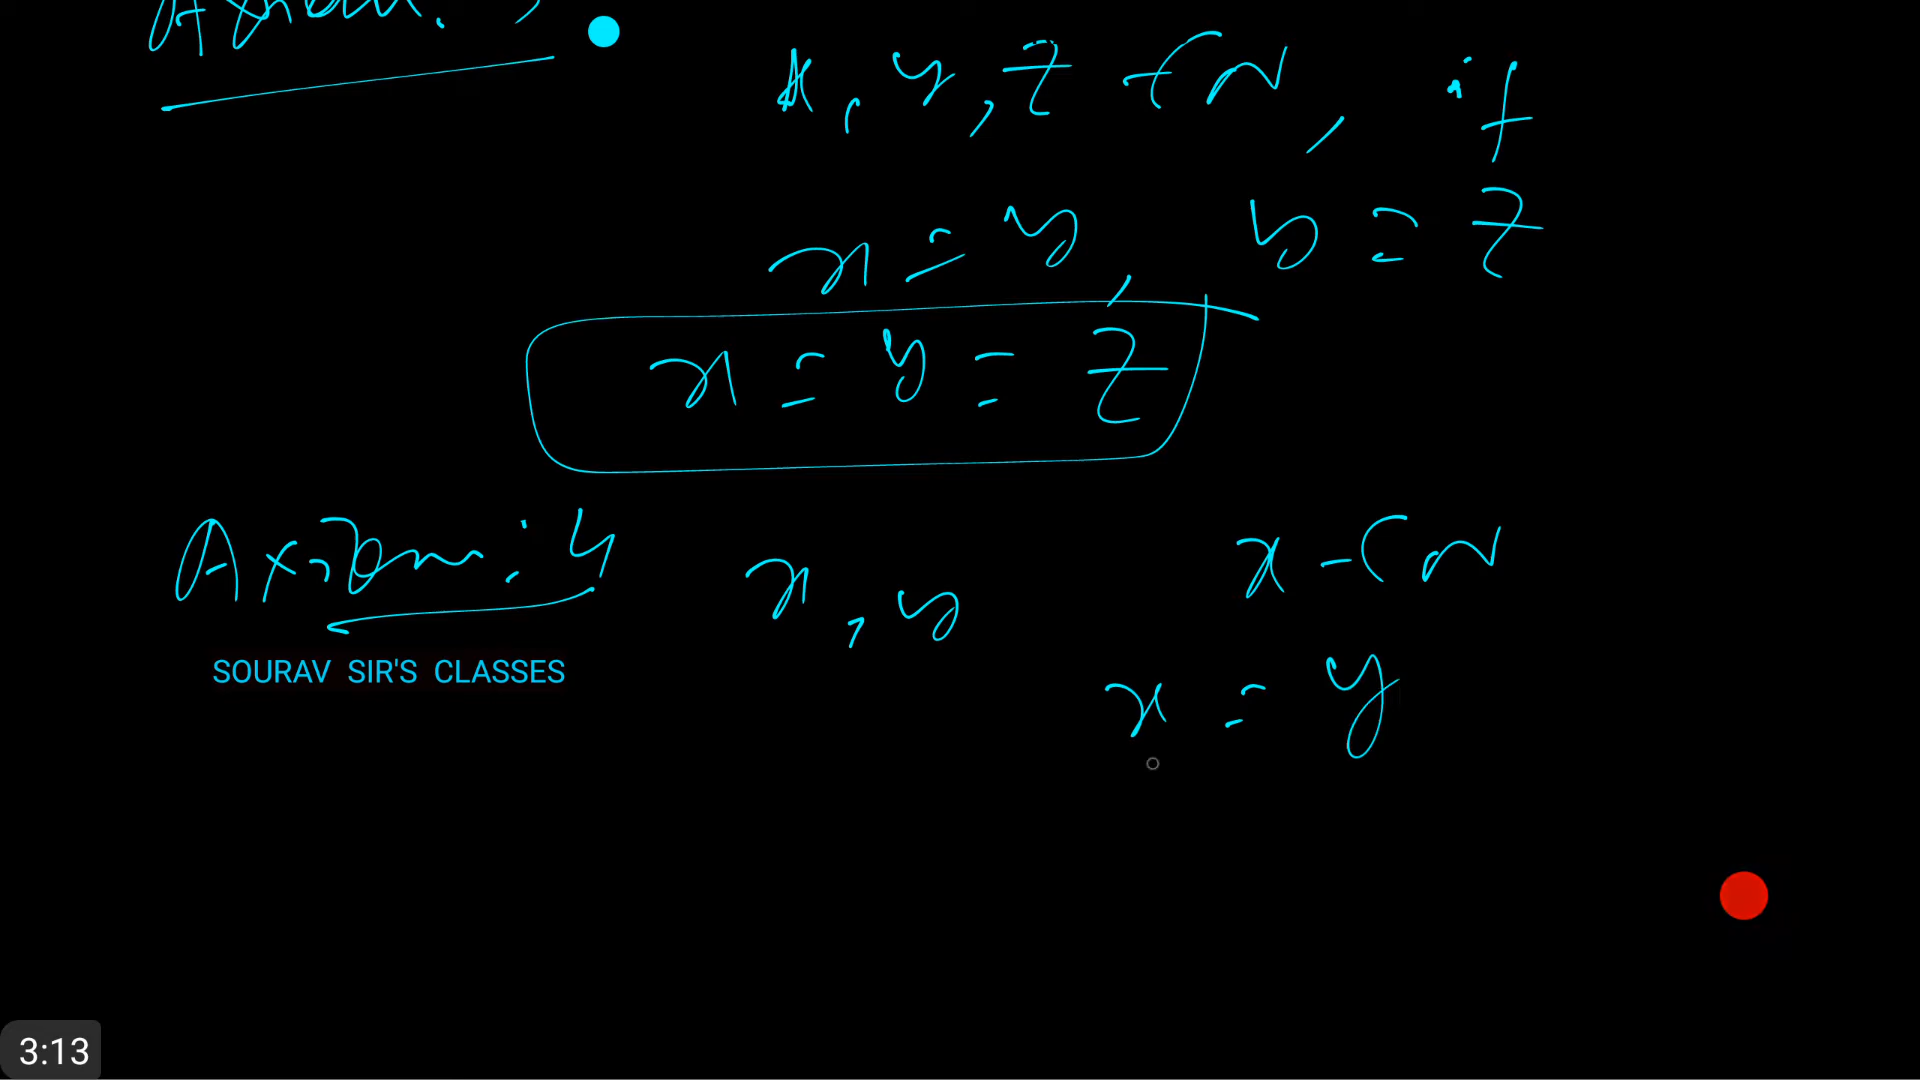 x, y, z ∈ N, if
x = y, y = z
x = y = z
Axiom: 4 x, y x ∈ N
SOURAV SIR'S CLASSES
x = y
3:13